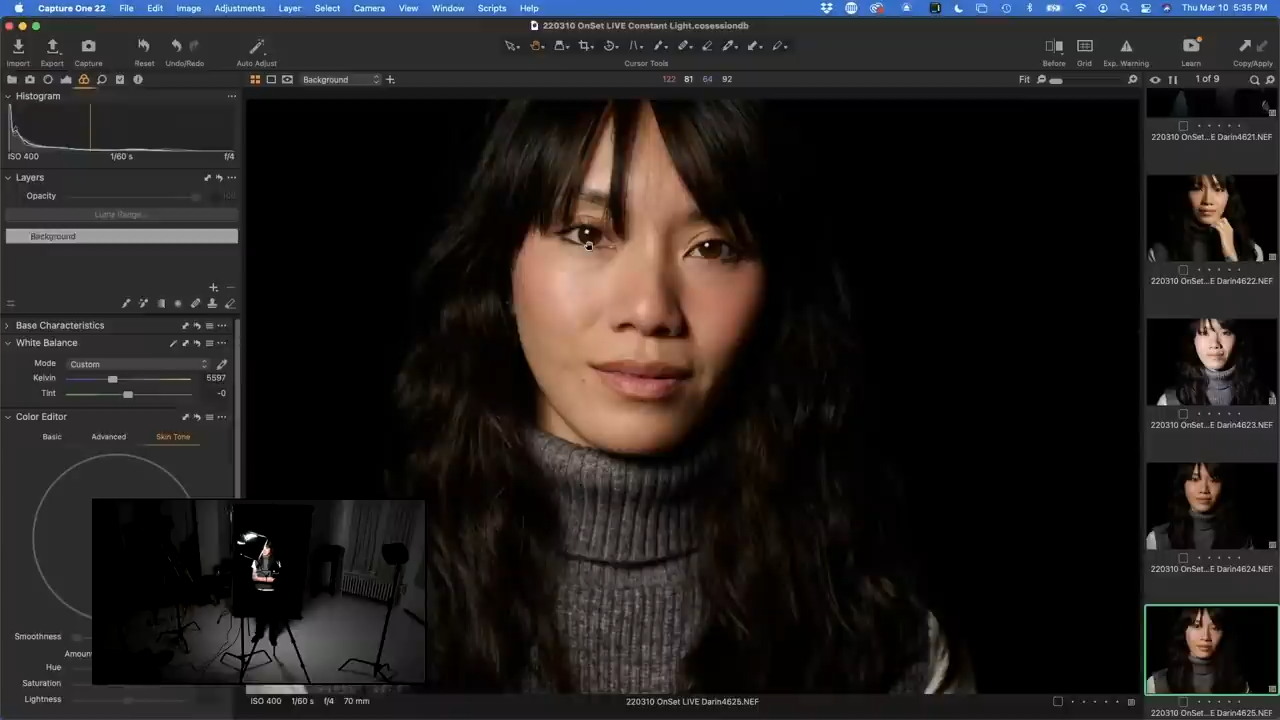 Capture One 22 File Edit Image Adjustments Layer Select Camera View Window Scripts Help Thu Mar 10 5:35 PM
220310 OnSet LIVE Constant Light.cosessiondb
Import Export Capture Reset Undo/Redo Auto Adjust Cursor Tools Before Grid Exp. Warning Learn Copy/Apply
Background 122 81 64 92 Fit 1 of 9
Histogram
ISO 400 1/60 s f/4
Layers
Opacity 100
Luma Range...
Background
Base Characteristics
White Balance
Mode Custom
Kelvin 5597
Tint -0
Color Editor
Basic Advanced Skin Tone
Smoothness
Amoun
Hue
Saturation
Lightness
ISO 400 1/60 s f/4 70 mm 220310 OnSet LIVE Darin4625.NEF
220310 OnSet...E Darin4621.NEF
220310 OnSet...E Darin4622.NEF
220310 OnSet...E Darin4623.NEF
220310 OnSet...E Darin4624.NEF
220310 OnSet...E Darin4625.NEF